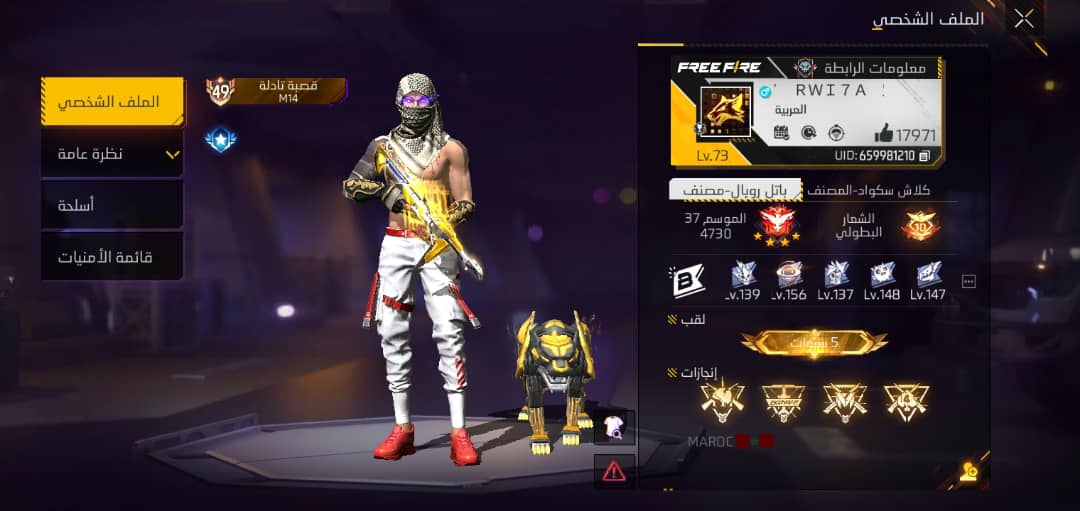 الملف الشخصي
الملف الشخصي
نظرة عامة
أسلحة
قائمة الأمنيات
49
قصبة تادلة
M14
FREE FIRE
معلومات الرابطة
RWI7A !
العربية
17971
Lv.73
UID:659981210
باتل رويال-مصنف
كلاش سكواد-المصنف
الموسم 37
4730
الشعار البطولي
10
B
Lv.139
Lv.156
Lv.137
Lv.148
Lv.147
لقب
5 سنوات
إنجازات
MAROC